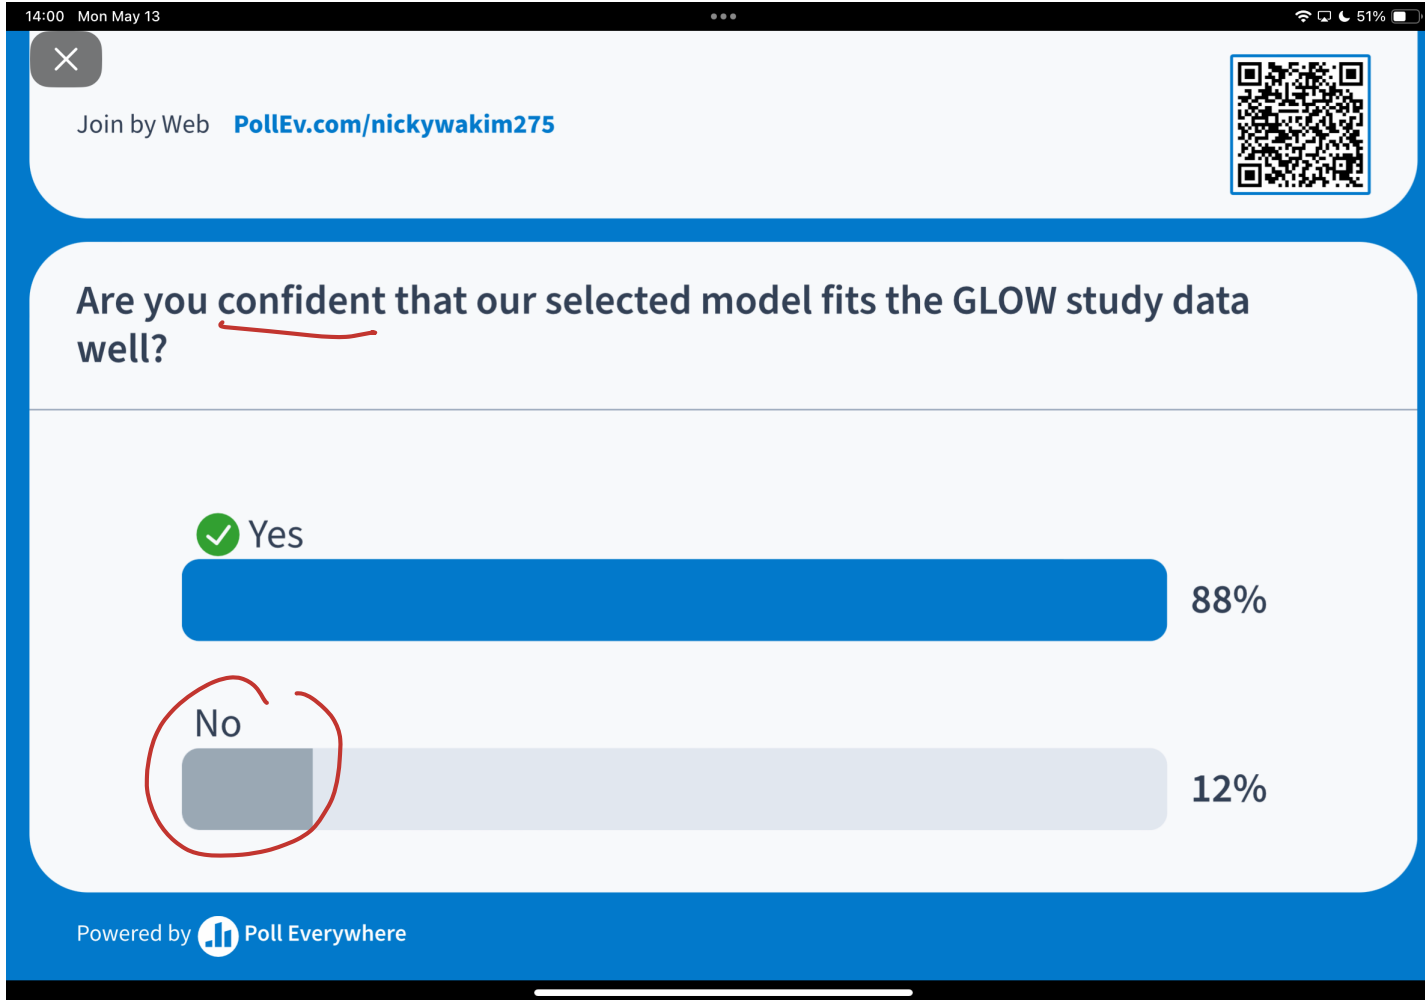 14:00 Mon May 13
51%
Join by Web PollEv.com/nickywakim275
Are you confident that our selected model fits the GLOW study data
well?
Yes
88%
No
12%
Powered by Poll Everywhere